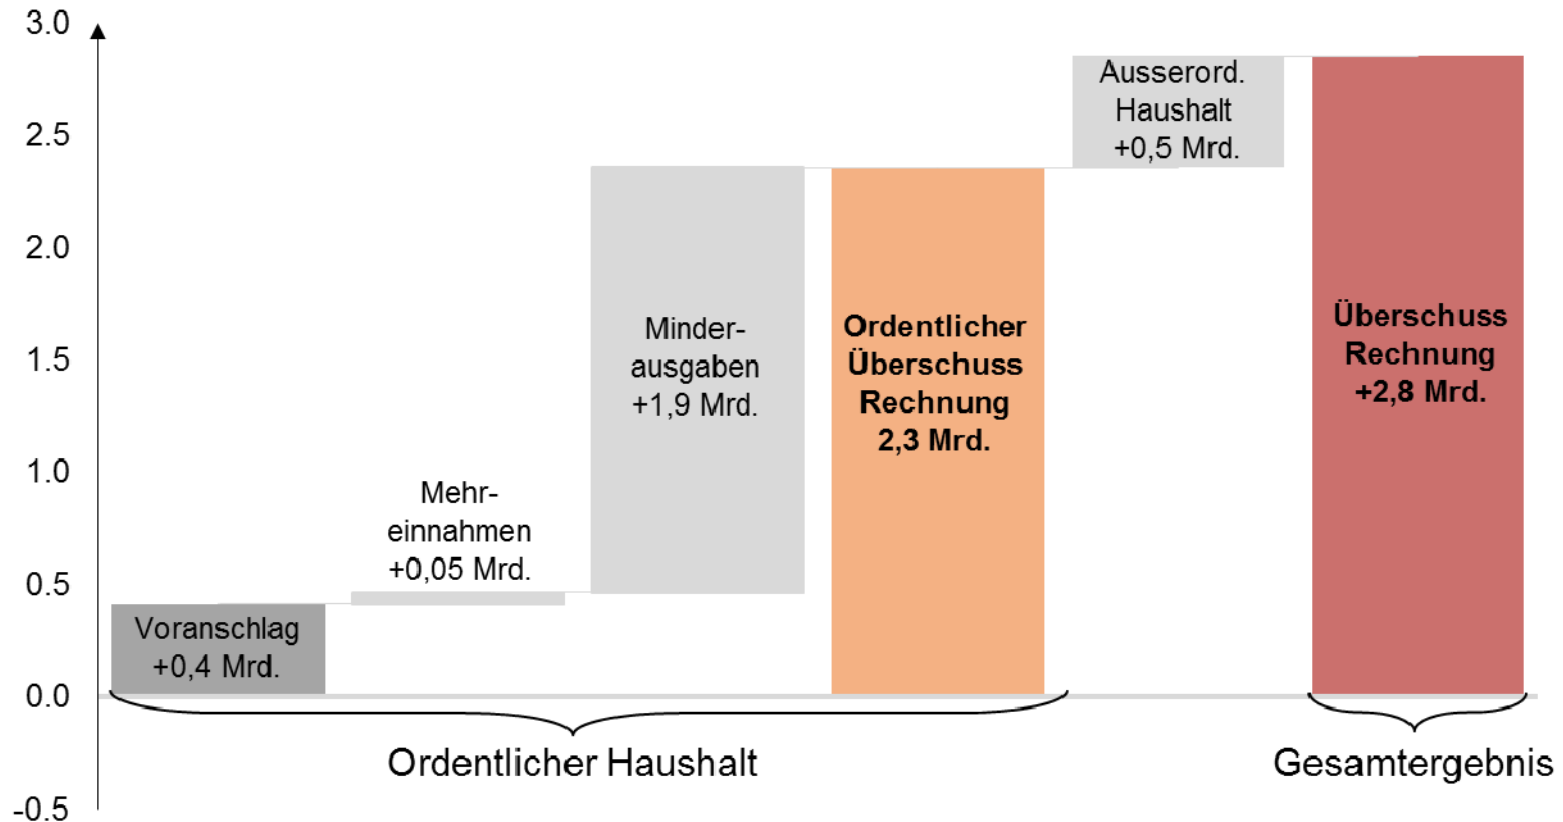 3.0
2.5
2.0
1.5
1.0
0.5
0.0
-0.5
Voranschlag
+0,4 Mrd.
Mehr-
einnahmen
+0,05 Mrd.
Minder-
ausgaben
+1,9 Mrd.
Ordentlicher
Überschuss
Rechnung
2,3 Mrd.
Ausserord.
Haushalt
+0,5 Mrd.
Überschuss
Rechnung
+2,8 Mrd.
Ordentlicher Haushalt
Gesamtergebnis